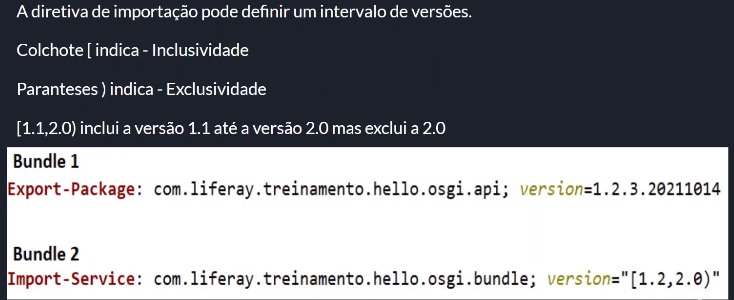 A diretiva de importação pode definir um intervalo de versões.
Colchote [ indica - Inclusividade
Paranteses ) indica - Exclusividade
[1.1,2.0) inclui a versão 1.1 até a versão 2.0 mas exclui a 2.0
Bundle 1
Export-Package: com.liferay.treinamento.hello.osgi.api; version=1.2.3.20211014
Bundle 2
Import-Service: com.liferay.treinamento.hello.osgi.bundle; version="[1.2,2.0)"